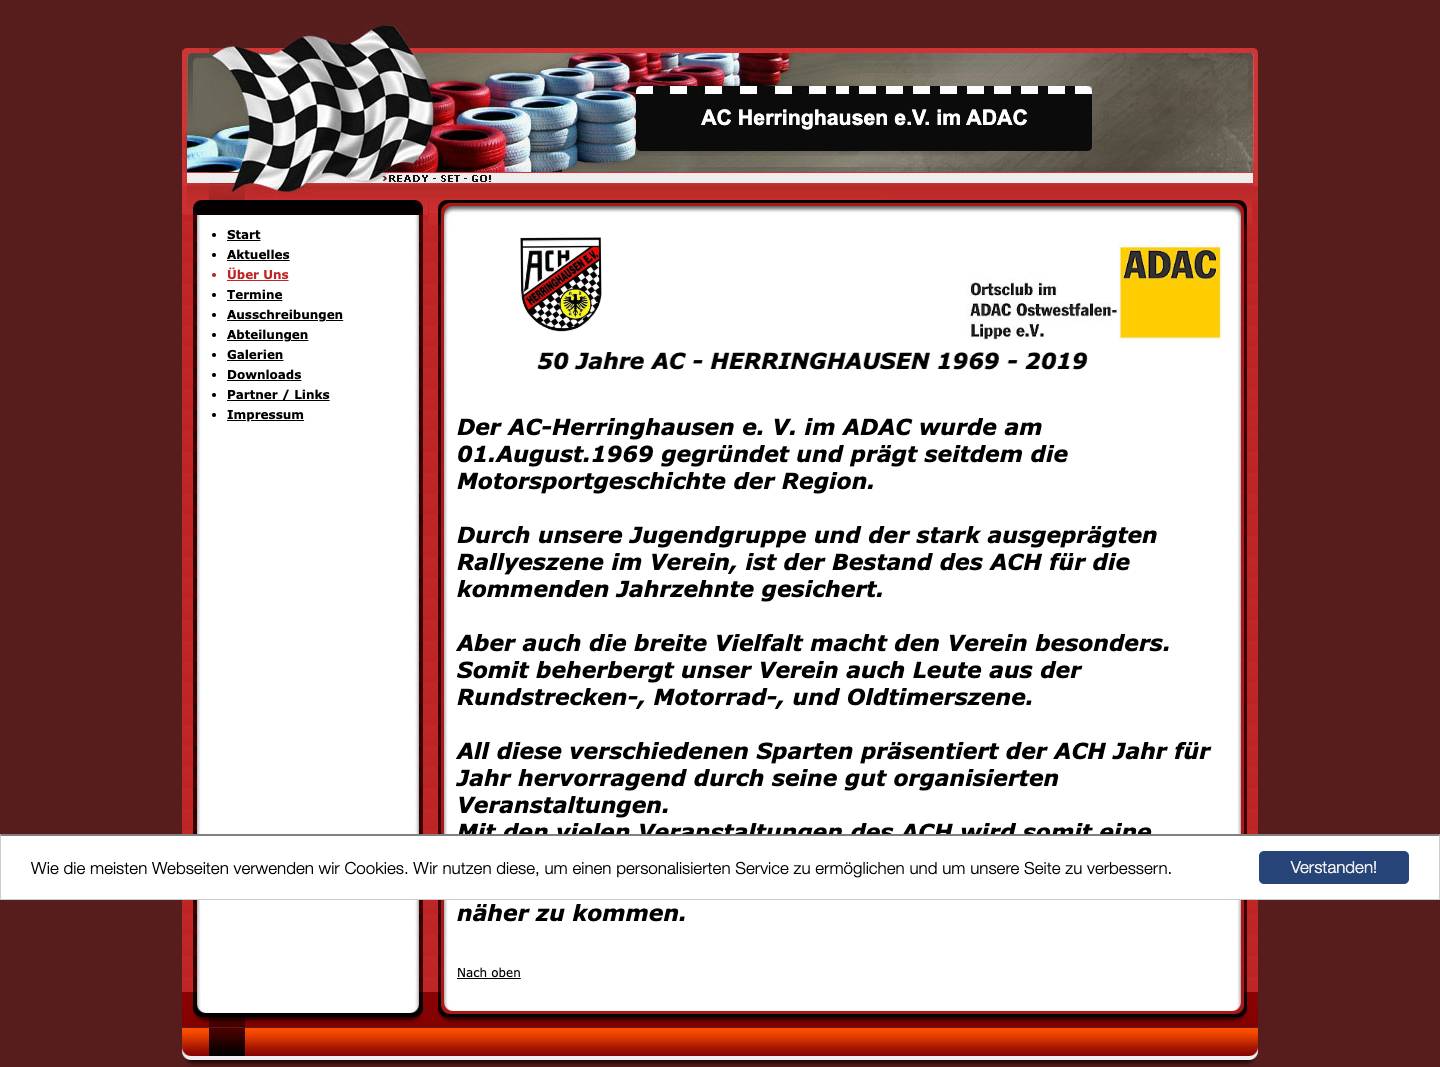 AC Herringhausen e.V. im ADAC
>READY - SET - GO!
Start
Aktuelles
Über Uns
Termine
Ausschreibungen
Abteilungen
Galerien
Downloads
Partner / Links
Impressum
ACH
HERRINGHAUSEN E.V.
ADAC
Ortsclub im
ADAC Ostwestfalen-
Lippe e.V.
50 Jahre AC - HERRINGHAUSEN 1969 - 2019
Der AC-Herringhausen e. V. im ADAC wurde am
01.August.1969 gegründet und prägt seitdem die
Motorsportgeschichte der Region.
Durch unsere Jugendgruppe und der stark ausgeprägten
Rallyeszene im Verein, ist der Bestand des ACH für die
kommenden Jahrzehnte gesichert.
Aber auch die breite Vielfalt macht den Verein besonders.
Somit beherbergt unser Verein auch Leute aus der
Rundstrecken-, Motorrad-, und Oldtimerszene.
All diese verschiedenen Sparten präsentiert der ACH Jahr für
Jahr hervorragend durch seine gut organisierten
Veranstaltungen.
Mit den vielen Veranstaltungen des ACH wird somit eine
Wie die meisten Webseiten verwenden wir Cookies. Wir nutzen diese, um einen personalisierten Service zu ermöglichen und um unsere Seite zu verbessern.
Verstanden!
näher zu kommen.
Nach oben